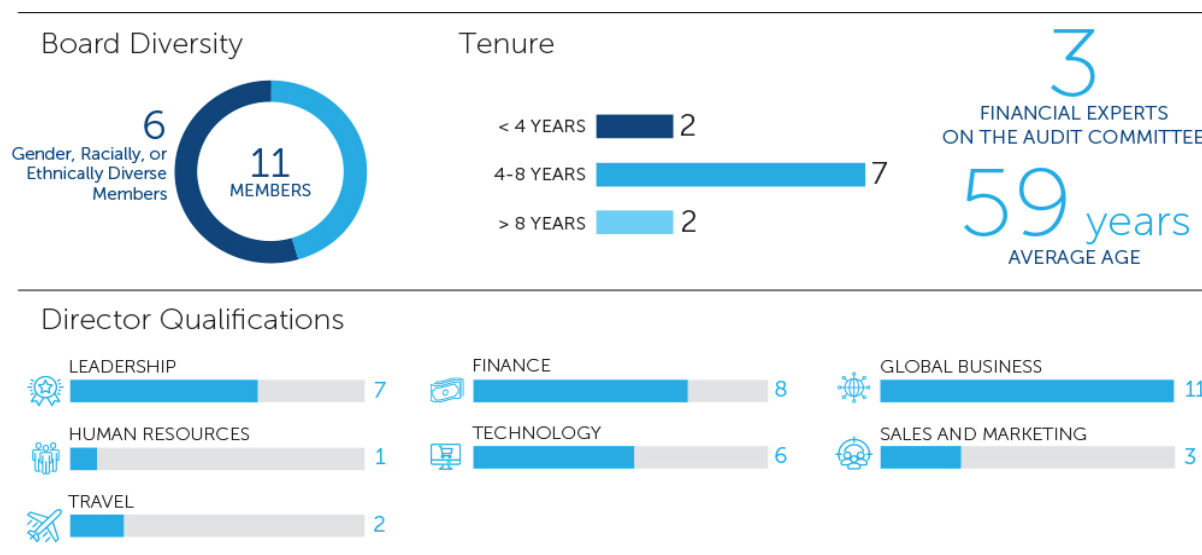 Board Diversity
6
Gender, Racially, or
Ethnically Diverse
Members
11
MEMBERS
Tenure
< 4 YEARS 2
4-8 YEARS 7
> 8 YEARS 2
3
FINANCIAL EXPERTS
ON THE AUDIT COMMITTEE
59 years
AVERAGE AGE
Director Qualifications
LEADERSHIP
7
FINANCE
8
GLOBAL BUSINESS
11
HUMAN RESOURCES
1
TECHNOLOGY
6
SALES AND MARKETING
3
TRAVEL
2